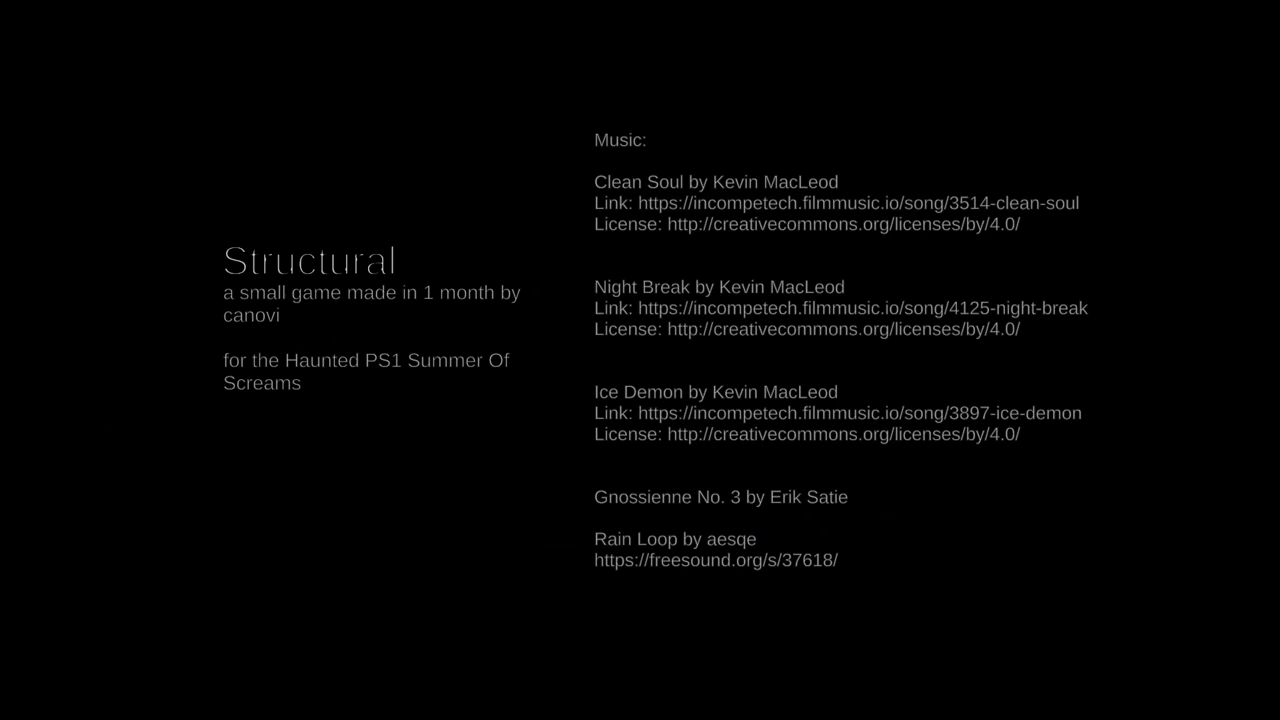 Structural
a small game made in 1 month by
canovi
for the Haunted PS1 Summer Of
Screams
Music:
Clean Soul by Kevin MacLeod
Link: https://incompetech.filmmusic.io/song/3514-clean-soul
License: http://creativecommons.org/licenses/by/4.0/
Night Break by Kevin MacLeod
Link: https://incompetech.filmmusic.io/song/4125-night-break
License: http://creativecommons.org/licenses/by/4.0/
Ice Demon by Kevin MacLeod
Link: https://incompetech.filmmusic.io/song/3897-ice-demon
License: http://creativecommons.org/licenses/by/4.0/
Gnossienne No. 3 by Erik Satie
Rain Loop by aesqe
https://freesound.org/s/37618/